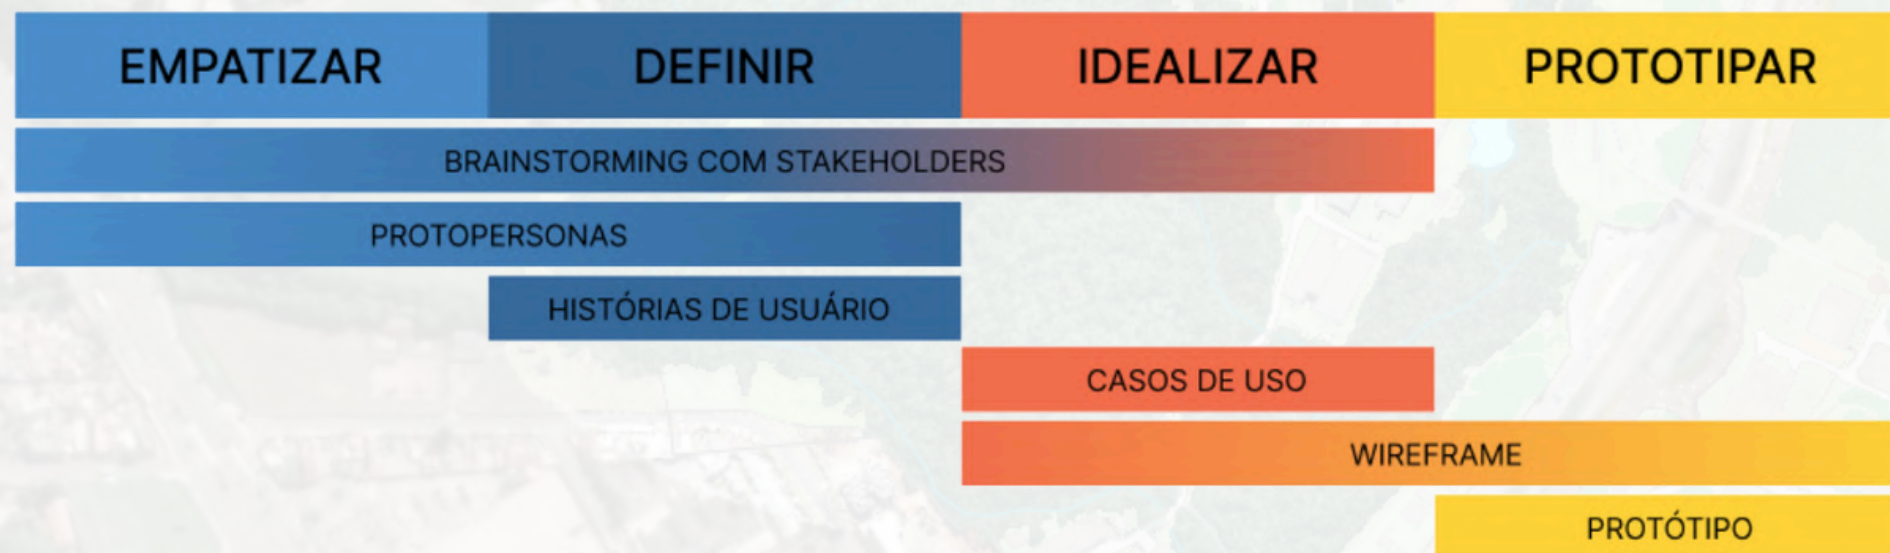 EMPATIZAR DEFINIR IDEALIZAR PROTOTIPAR
BRAINSTORMING COM STAKEHOLDERS
PROTOPERSONAS
HISTÓRIAS DE USUÁRIO
CASOS DE USO
WIREFRAME
PROTÓTIPO